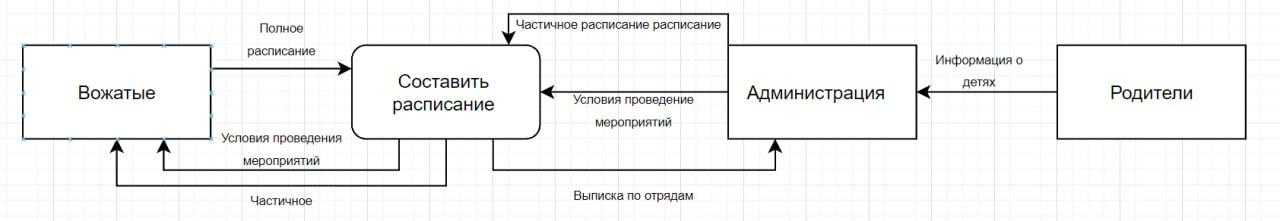 Полное
расписание
Частичное расписание расписание
Вожатые
Составить
расписание
Условия проведение
мероприятий
Администрация
Информация о
детях
Родители
Условия проведения
мероприятий
Частичное
Выписка по отрядам